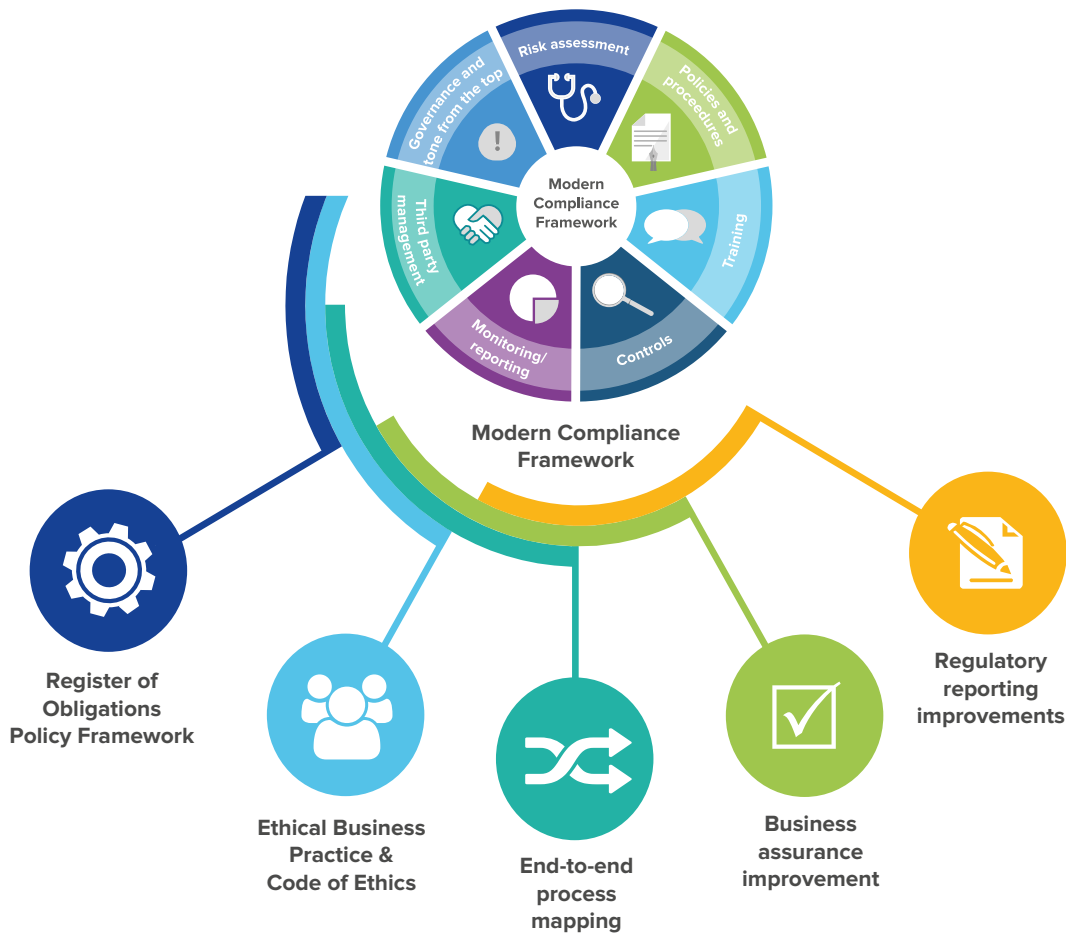 Risk assessment
Policies and
proceedures
Training
Controls
Monitoring/
reporting
Third party
management
Governance and
tone from the top
Modern
Compliance
Framework
Modern Compliance
Framework
Register of
Obligations
Policy Framework
Ethical Business
Practice &
Code of Ethics
End-to-end
process
mapping
Business
assurance
improvement
Regulatory
reporting
improvements